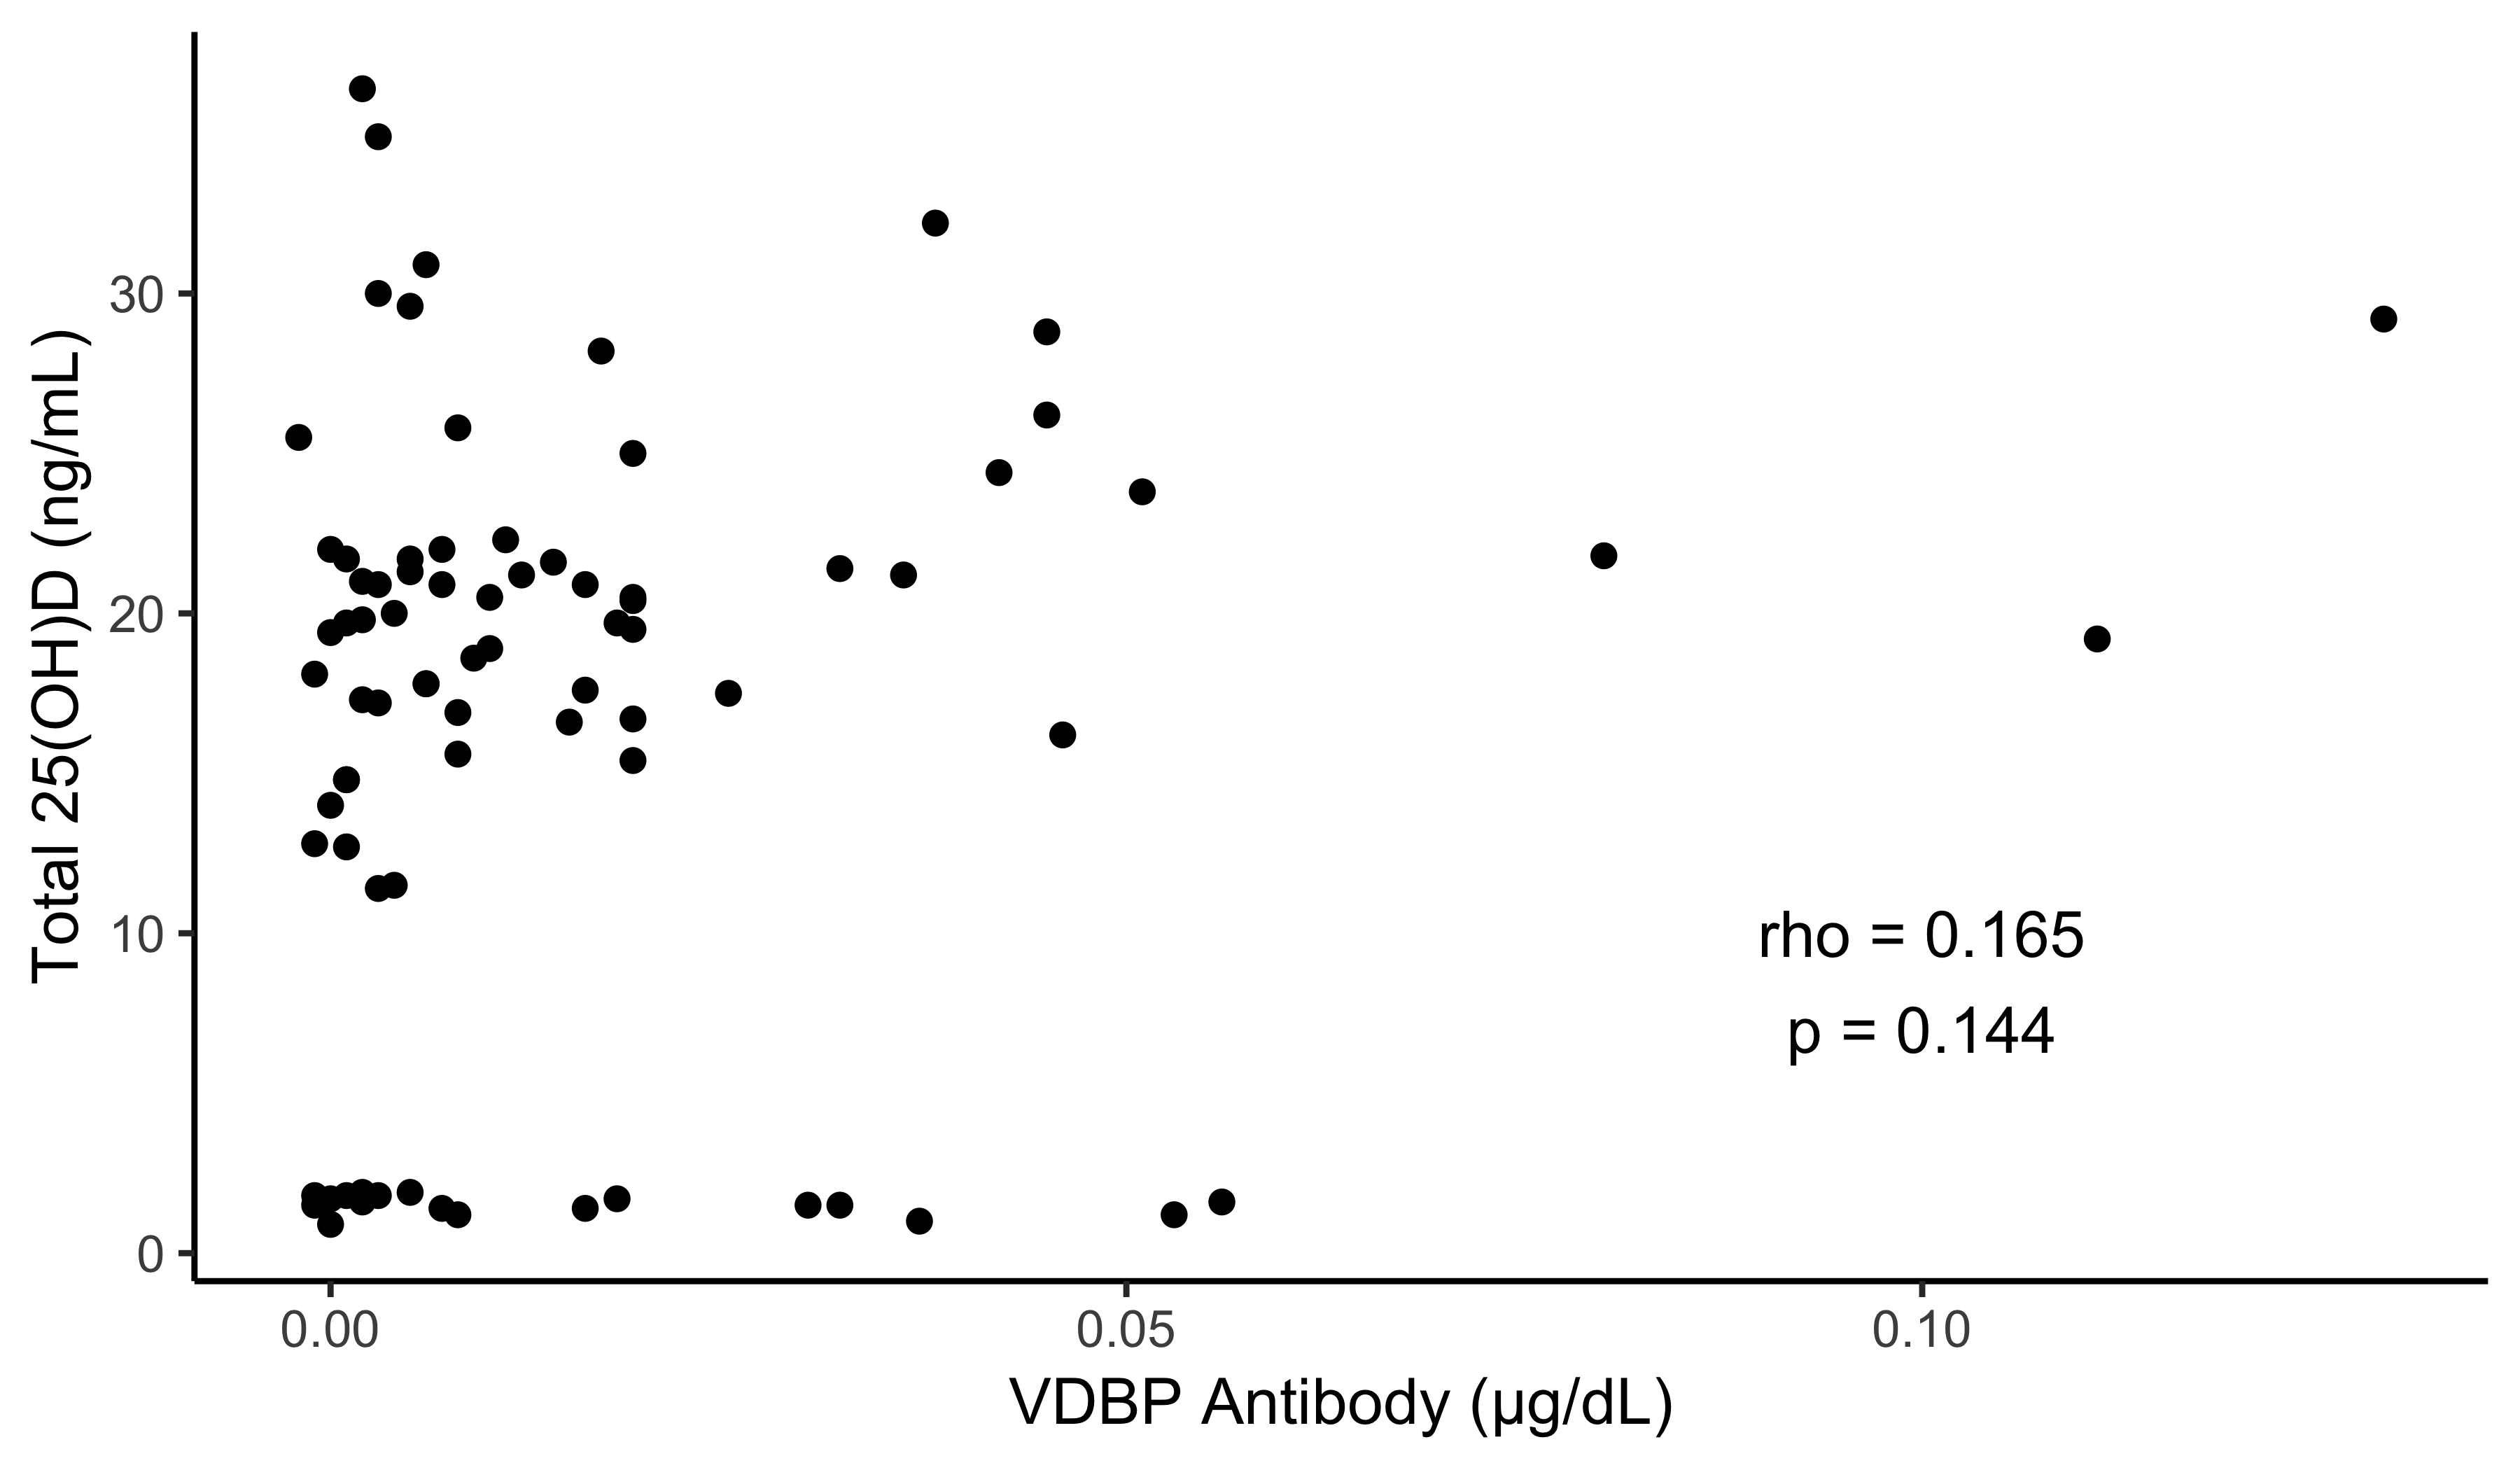 Total 25(OH)D (ng/mL)
30
20
10
0
rho = 0.165
p = 0.144
0.00
0.05
0.10
VDBP Antibody (µg/dL)